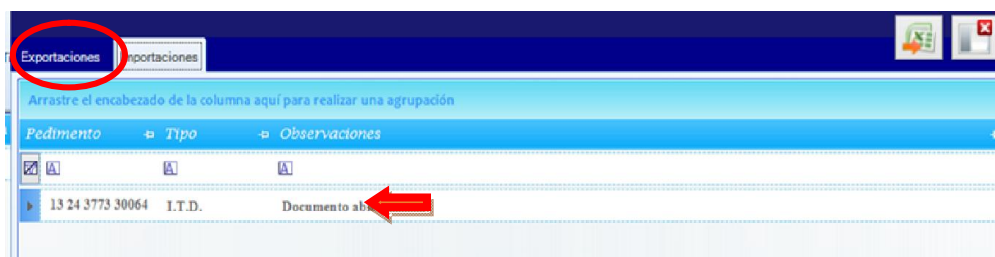 Exportaciones
Arrastre el encabezado de la columna aquí para realizar una agrupación
Pedimento Tipo Observaciones
A A A
13 24 3773 30064 I.T.D. Documento